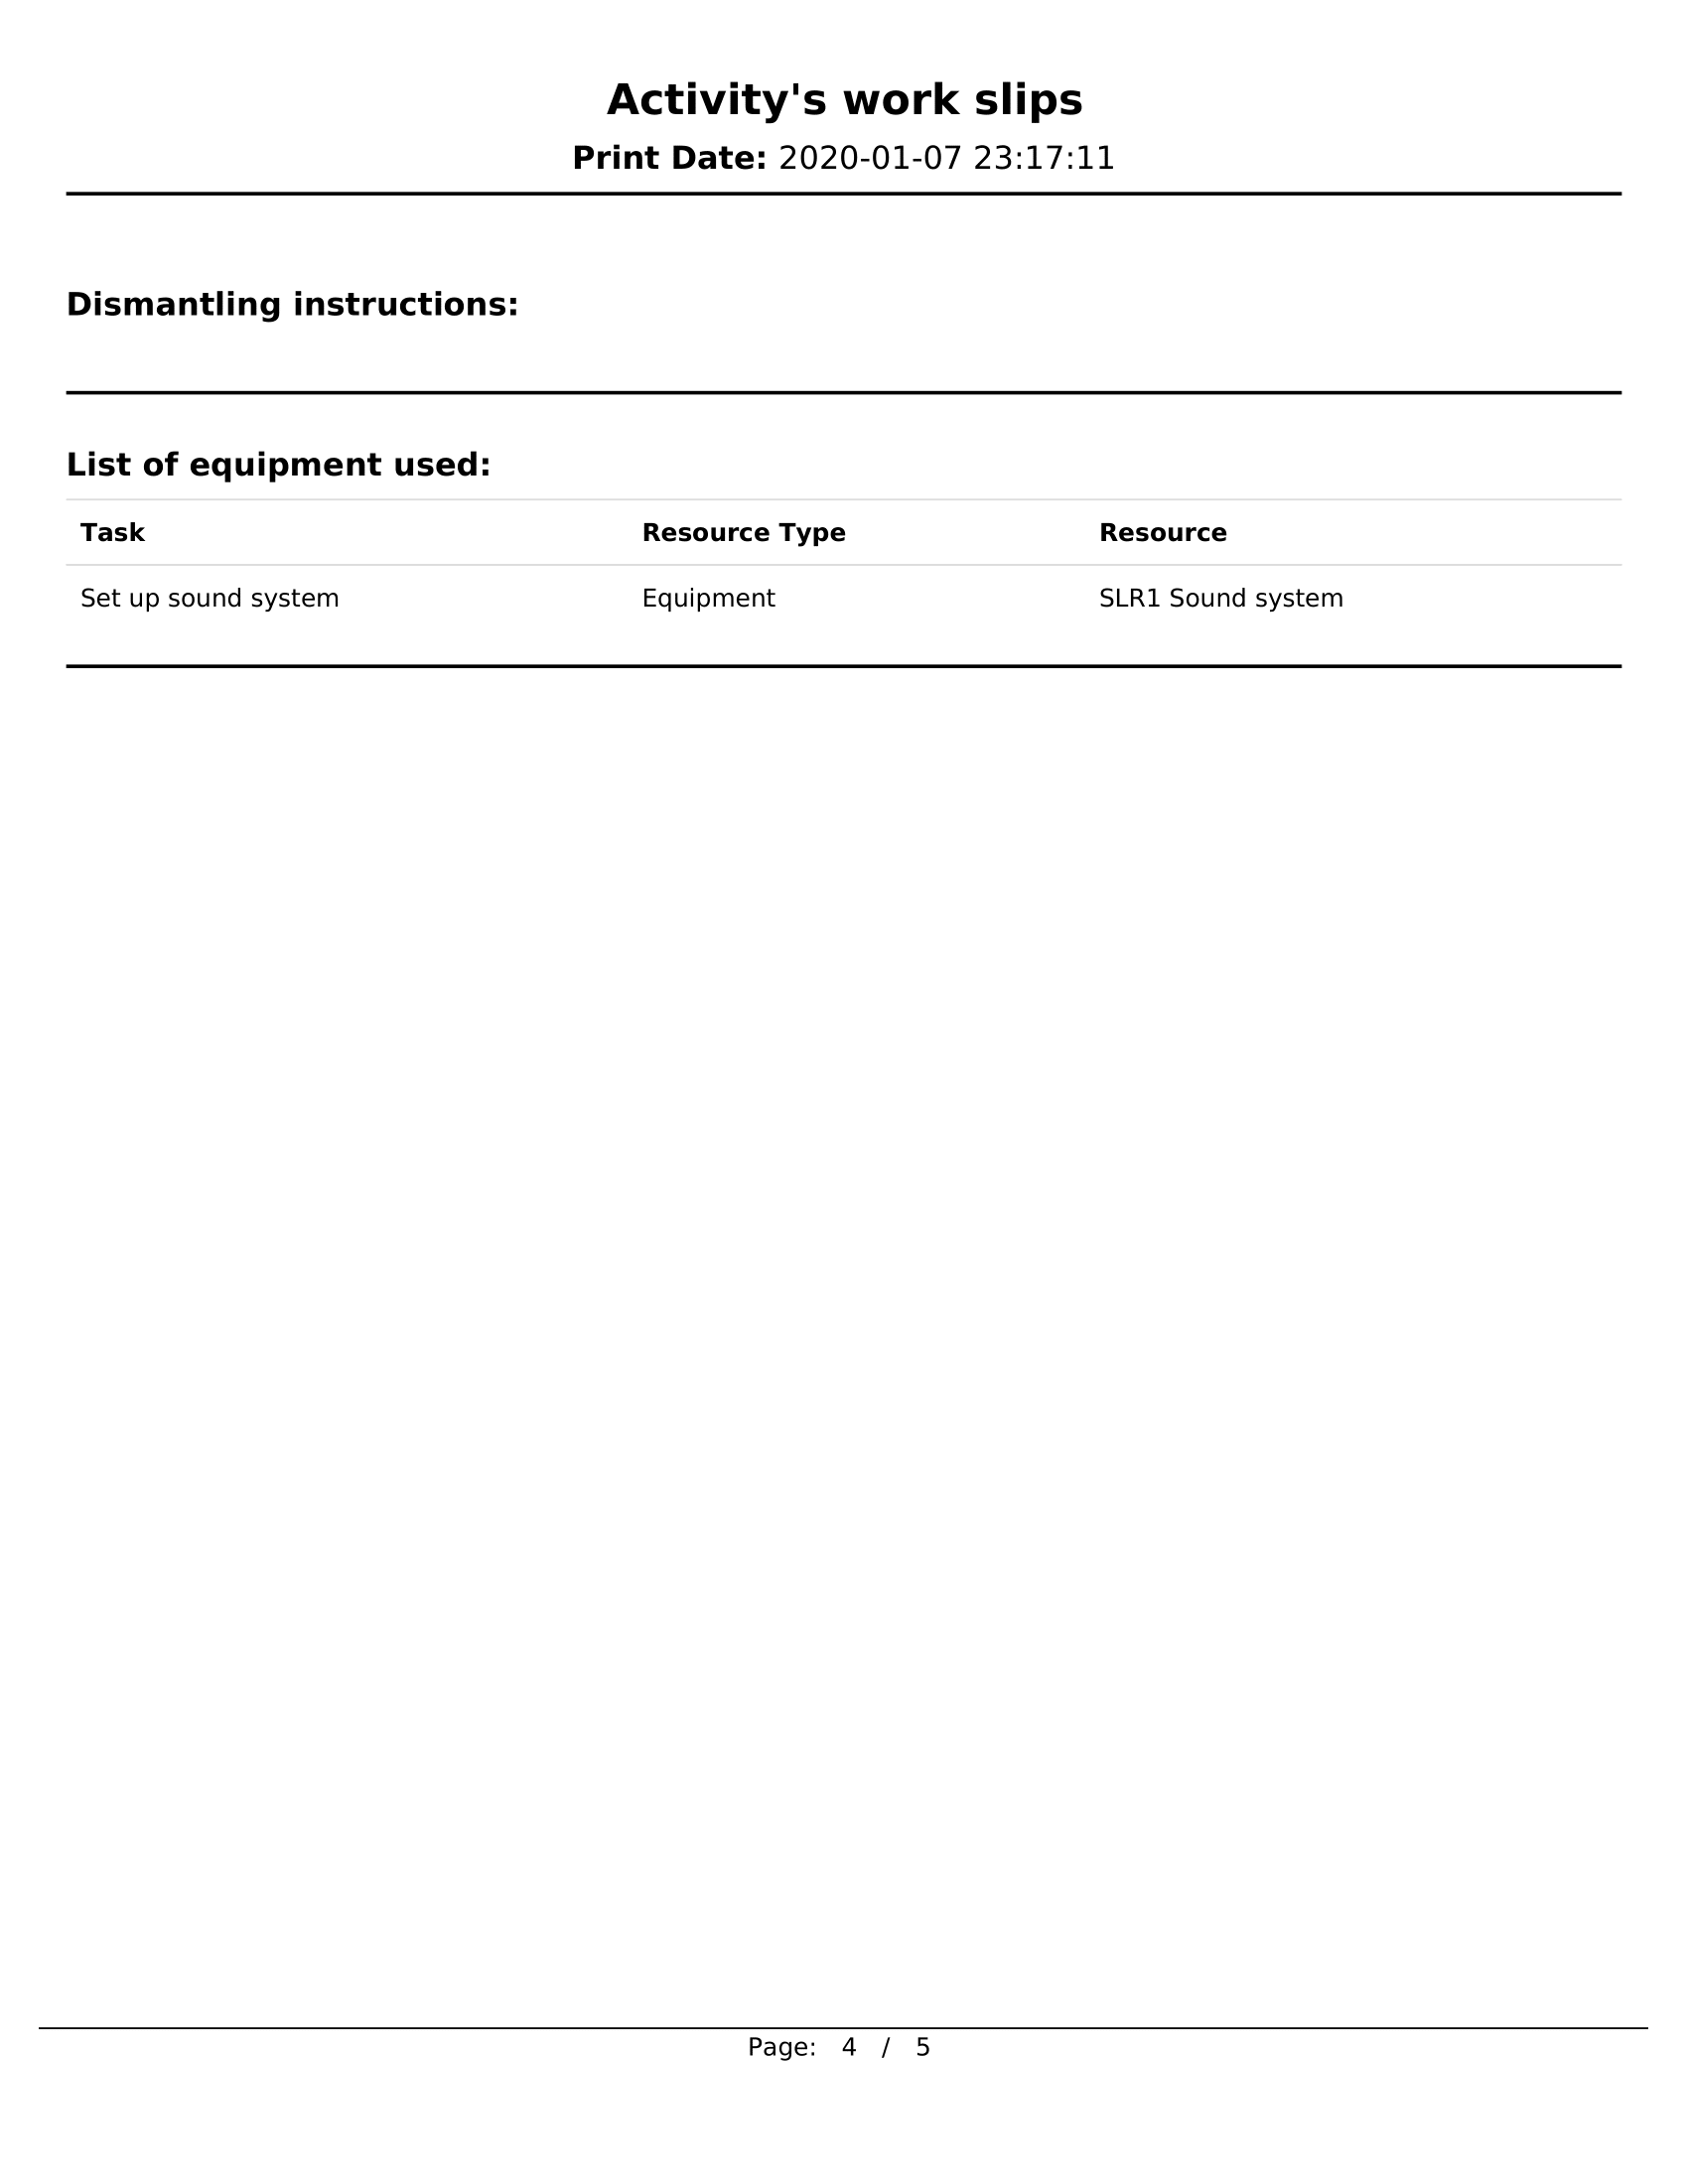 Activity's work slips
Print Date: 2020-01-07 23:17:11
Dismantling instructions:
List of equipment used:
Task Resource Type Resource
Set up sound system Equipment SLR1 Sound system
Page: 4 / 5